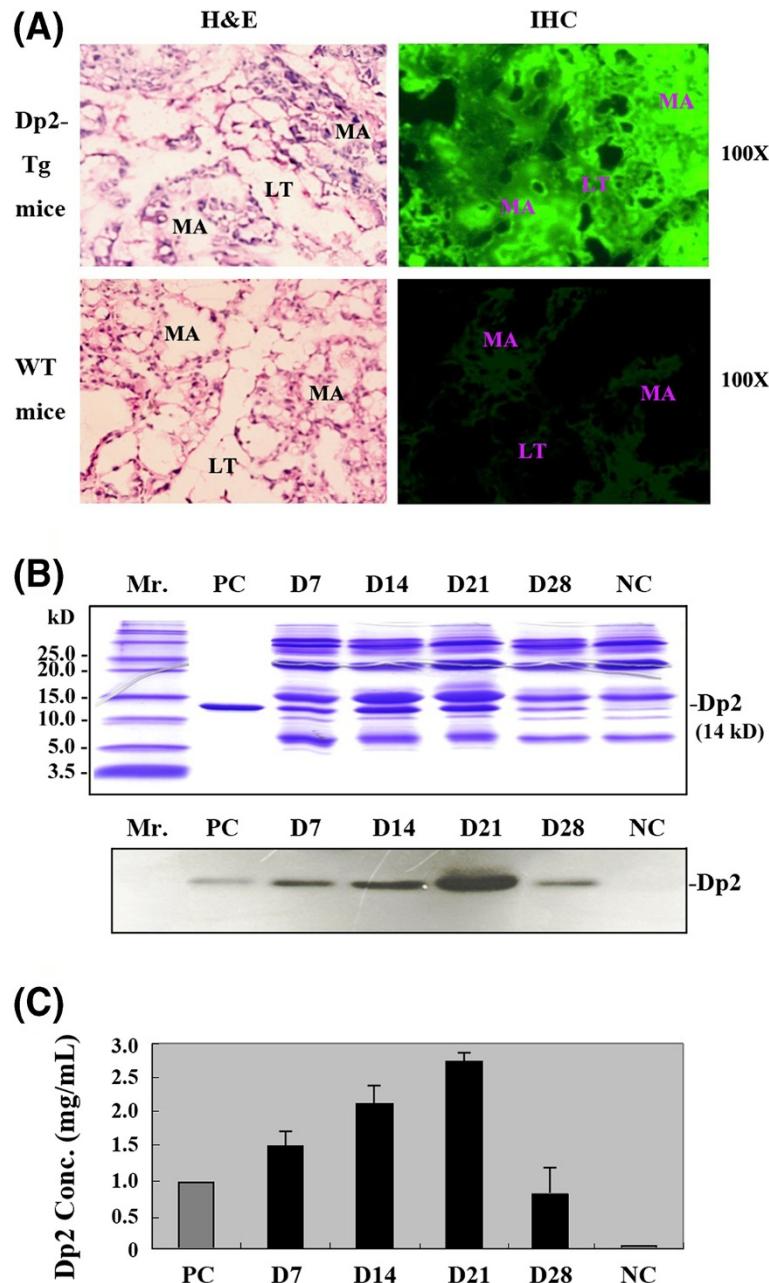 (A)
H&E
IHC
Dp2-
Tg
mice
MA
LT
MA
MA
LT
MA
100X
WT
mice
MA
MA
LT
MA
MA
LT
100X
(B)
Mr. PC D7 D14 D21 D28 NC
kD
25.0 -
20.0 -
15.0 -
10.0 -
5.0 -
3.5 -
-Dp2
(14 kD)
Mr. PC D7 D14 D21 D28 NC
-Dp2
(C)
Dp2 Conc. (mg/mL)
3.0
2.5
2.0
1.5
1.0
0.5
0
PC D7 D14 D21 D28 NC